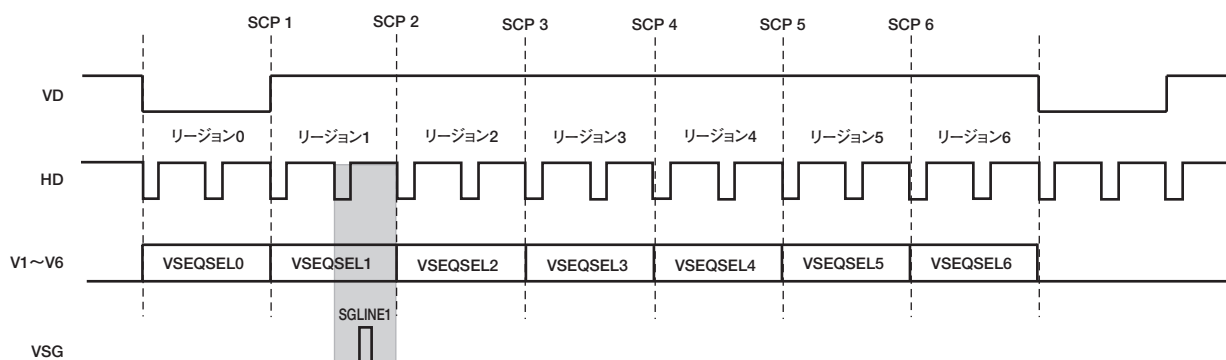 SCP 1 SCP 2 SCP 3 SCP 4 SCP 5 SCP 6
VD
リージョン0 リージョン1 リージョン2 リージョン3 リージョン4 リージョン5 リージョン6
HD
V1～V6 VSEQSEL0 VSEQSEL1 VSEQSEL2 VSEQSEL3 VSEQSEL4 VSEQSEL5 VSEQSEL6
SGLINE1
VSG